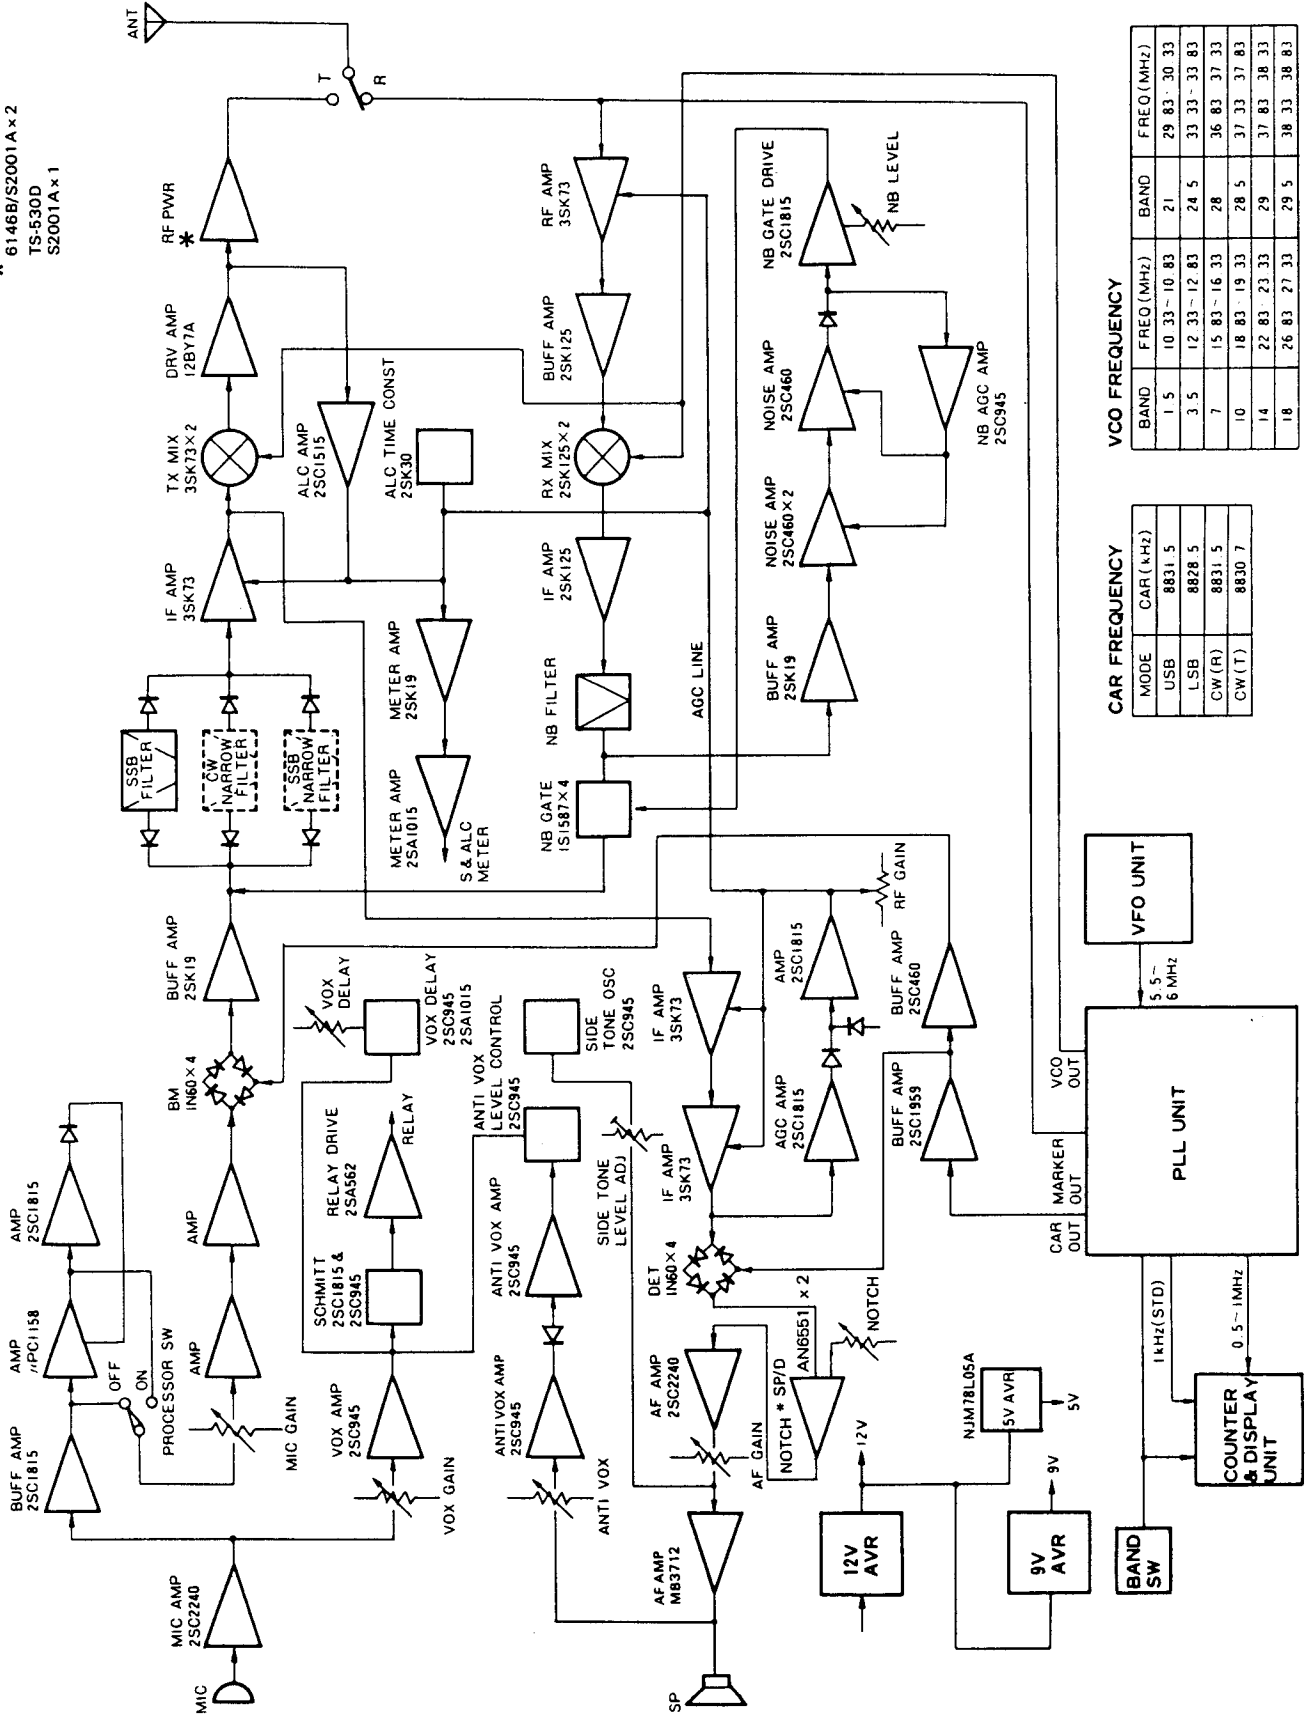 * 6146B/S2001A x 2
TS-530D
S2001A x 1
ANT
T
R
MIC
MIC AMP
2SC2240
BUFF AMP
2SC1815
AMP
μPC1158
AMP
2SC1815
OFF
ON
PROCESSOR SW
MIC GAIN
AMP
AMP
BM
IN60×4
BUFF AMP
2SK19
SSB
FILTER
CW
NARROW
FILTER
SSB
NARROW
FILTER
IF AMP
3SK73
TX MIX
3SK73×2
DRV AMP
12BY7A
RF PWR
*
ALC AMP
2SC1515
ALC TIME CONST
2SK30
METER AMP
2SK19
METER AMP
2SA1015
S & ALC
METER
VOX GAIN
VOX AMP
2SC945
SCHMITT
2SC1815 &
2SC945
RELAY DRIVE
2SA562
RELAY
VOX
DELAY
VOX DELAY
2SC945
2SA1015
ANTI VOX
ANTI VOX AMP
2SC945
ANTI VOX AMP
2SC945
ANTI VOX
LEVEL CONTROL
2SC945
SIDE
TONE OSC
2SC945
SIDE TONE
LEVEL ADJ
RF AMP
3SK73
BUFF AMP
2SK125
RX MIX
2SK125×2
IF AMP
2SK125
NB FILTER
NB GATE
1S1587×4
AGC LINE
BUFF AMP
2SK19
NOISE AMP
2SC460×2
NOISE AMP
2SC460
NB AGC AMP
2SC945
NB GATE DRIVE
2SC1815
NB LEVEL
IF AMP
3SK73
IF AMP
3SK73
AGC AMP
2SC1815
AMP
2SC1815
RF GAIN
DET
IN60×4
AF AMP
2SC2240
AF GAIN
NOTCH * SP/D
AN6551 x 2
NOTCH
AF AMP
MB3712
SP
BUFF AMP
2SC1959
BUFF AMP
2SC460
12V
AVR
12V
9V
AVR
9V
NJM78L05A
5V AVR
5V
CAR
OUT
MARKER
OUT
VCO
OUT
PLL UNIT
VFO UNIT
5.5~
6MHz
1kHz(STD)
0.5~1MHz
COUNTER
& DISPLAY
UNIT
BAND
SW
CAR FREQUENCY
MODE CAR (kHz)
USB 8831.5
LSB 8828.5
CW (R) 8831.5
CW (T) 8830.7
VCO FREQUENCY
BAND FREQ (MHz) BAND FREQ (MHz)
1.5 10.33~10.83 21 29.83~30.33
3.5 12.33~12.83 24.5 33.33~33.83
7 15.83~16.33 28 36.83 37.33
10 18.83~19.33 28.5 37.33 37.83
14 22.83~23.33 29 37.83 38.33
18 26.83 27.33 29.5 38.33 38.83